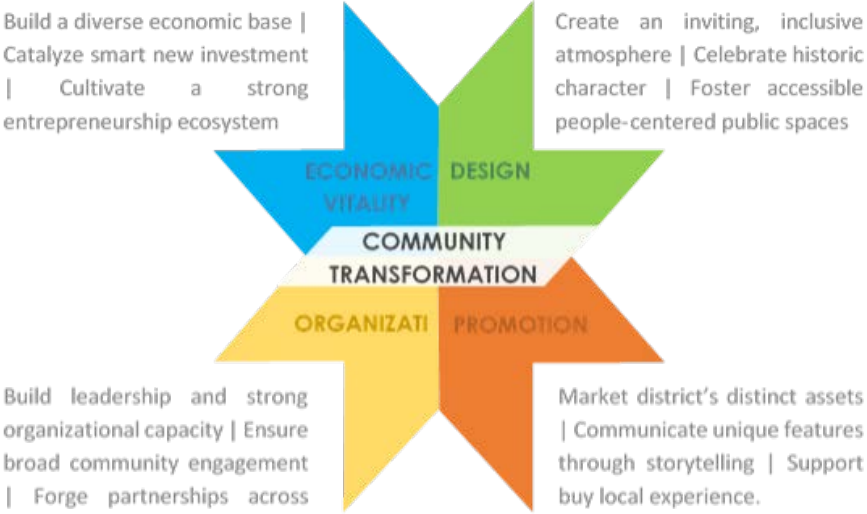 Build a diverse economic base |
Catalyze smart new investment
| Cultivate a strong
entrepreneurship ecosystem
Create an inviting, inclusive
atmosphere | Celebrate historic
character | Foster accessible
people-centered public spaces
ECONOMIC
VITALITY
DESIGN
COMMUNITY
TRANSFORMATION
ORGANIZATI
PROMOTION
Build leadership and strong
organizational capacity | Ensure
broad community engagement
| Forge partnerships across
Market district's distinct assets
| Communicate unique features
through storytelling | Support
buy local experience.